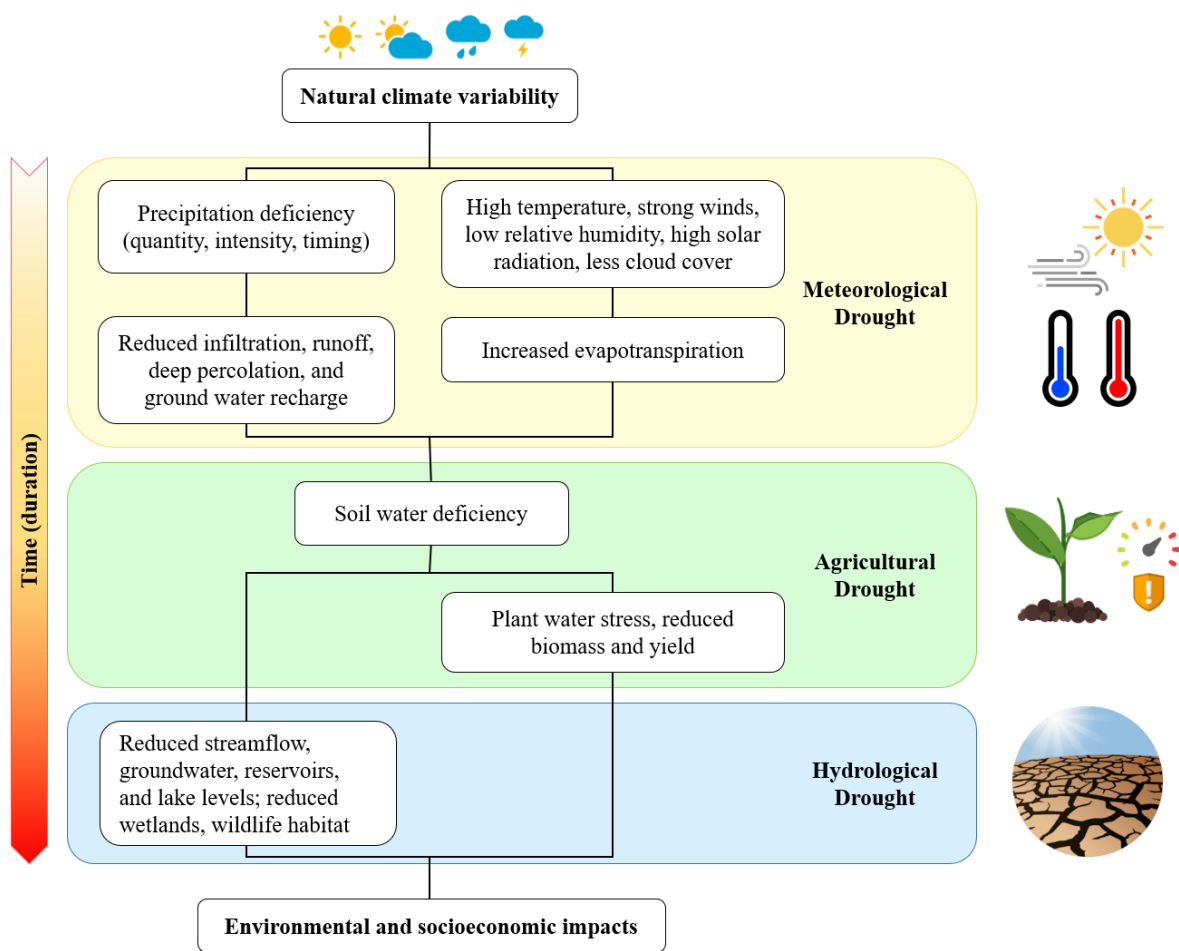 Natural climate variability
Time (duration)
Precipitation deficiency
(quantity, intensity, timing)
High temperature, strong winds,
low relative humidity, high solar
radiation, less cloud cover
Meteorological
Drought
Reduced infiltration, runoff,
deep percolation, and
ground water recharge
Increased evapotranspiration
Soil water deficiency
Agricultural
Drought
Plant water stress, reduced
biomass and yield
Reduced streamflow,
groundwater, reservoirs,
and lake levels; reduced
wetlands, wildlife habitat
Hydrological
Drought
Environmental and socioeconomic impacts